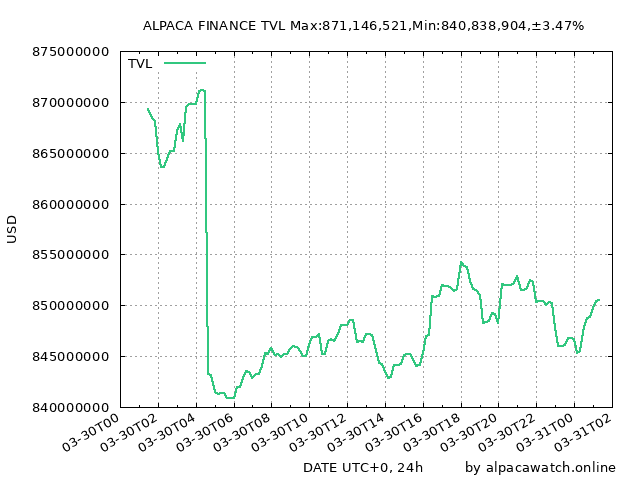 ALPACA FINANCE TVL Max:871,146,521,Min:840,838,904,±3.47%
TVL
875000000
870000000
865000000
860000000
855000000
850000000
845000000
840000000
USD
03-30T00
03-30T02
03-30T04
03-30T06
03-30T08
03-30T10
03-30T12
03-30T14
03-30T16
03-30T18
03-30T20
03-30T22
03-31T00
03-31T02
DATE UTC+0, 24h
by alpacawatch.online